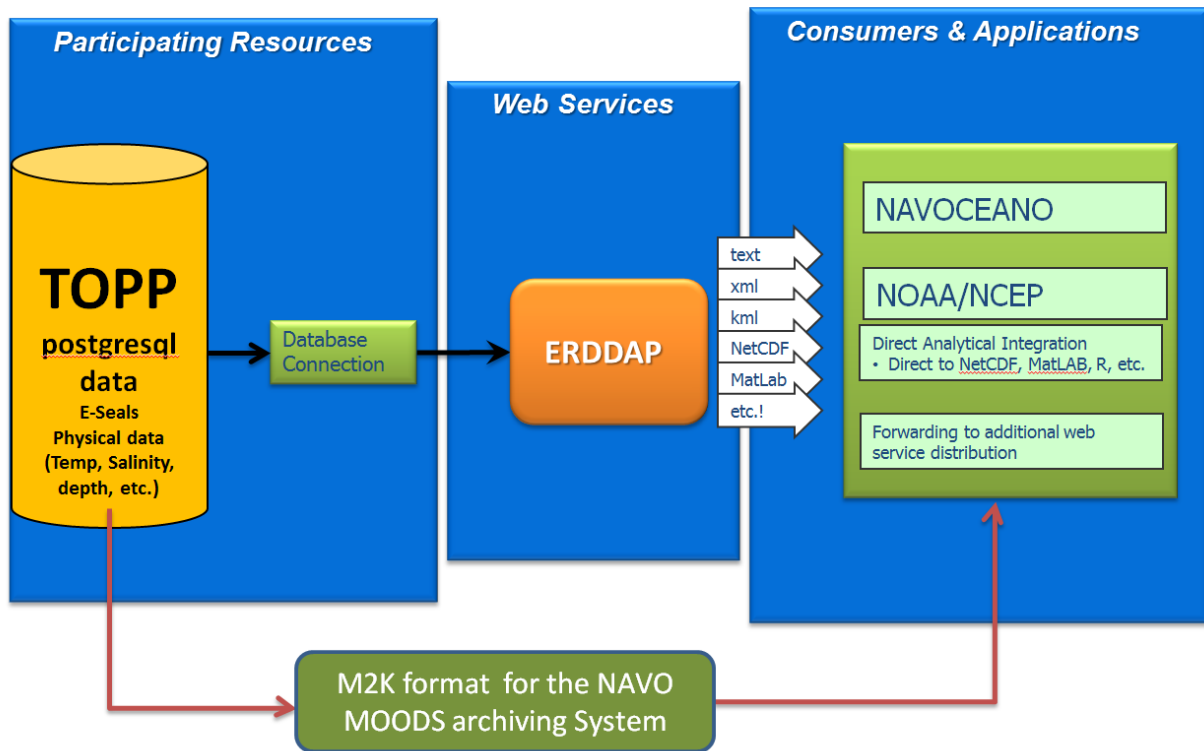 Participating Resources
Web Services
Consumers & Applications
TOPP
postgresql
data
E-Seals
Physical data
(Temp, Salinity,
depth, etc.)
Database
Connection
ERDDAP
text
xml
kml
NetCDF
MatLab
etc.!
NAVOCEANO
NOAA/NCEP
Direct Analytical Integration
• Direct to NetCDF, MatLAB, R, etc.
Forwarding to additional web
service distribution
M2K format for the NAVO
MOODS archiving System